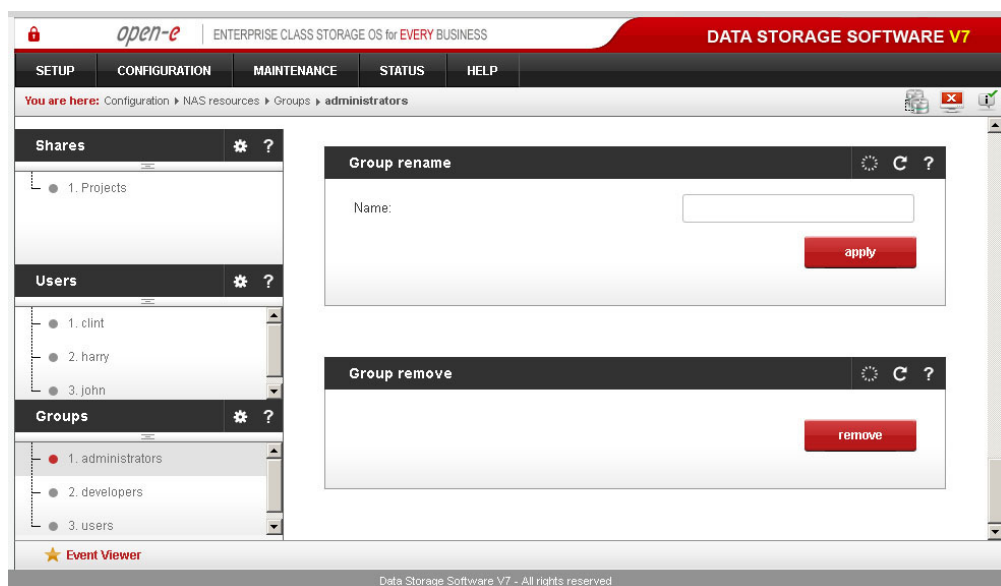 open-e ENTERPRISE CLASS STORAGE OS for EVERY BUSINESS
DATA STORAGE SOFTWARE V7
SETUP CONFIGURATION MAINTENANCE STATUS HELP
You are here: Configuration NAS resources Groups administrators
Shares ?
1. Projects
Users ?
1. clint
2. harry
3. john
Groups ?
1. administrators
2. developers
3. users
Group rename ?
Name:
apply
Group remove ?
remove
Event Viewer
Data Storage Software V7 - All rights reserved